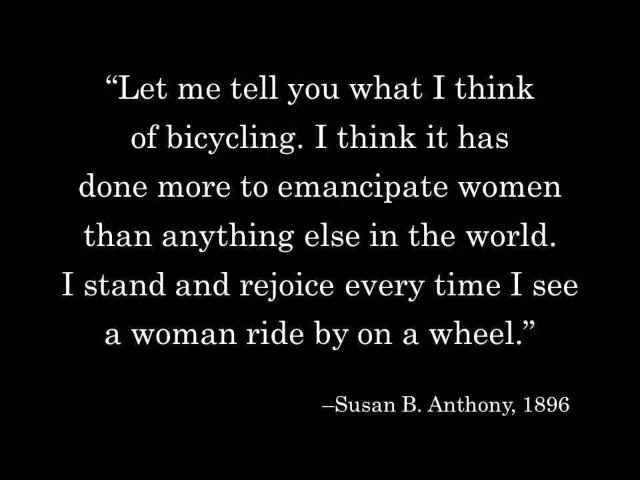 “Let me tell you what I think
of bicycling. I think it has
done more to emancipate women
than anything else in the world.
I stand and rejoice every time I see
a woman ride by on a wheel.”
–Susan B. Anthony, 1896